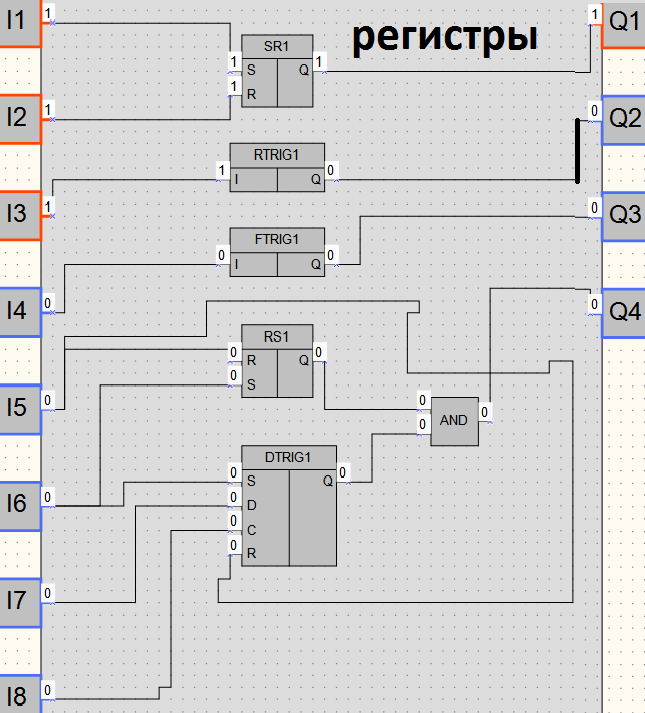 регистры
I1 1 1 Q1
SR1
1 S Q 1
1 R
I2 1 0 Q2
RTRIG1
1 I Q 0
I3 1 0 Q3
FTRIG1
0 I Q 0
I4 0 0 Q4
RS1
0 R Q 0
0 S
I5 0
0 AND 0
0
DTRIG1
0 S Q 0
0 D
0 C
0 R
I6 0
I7 0
I8 0